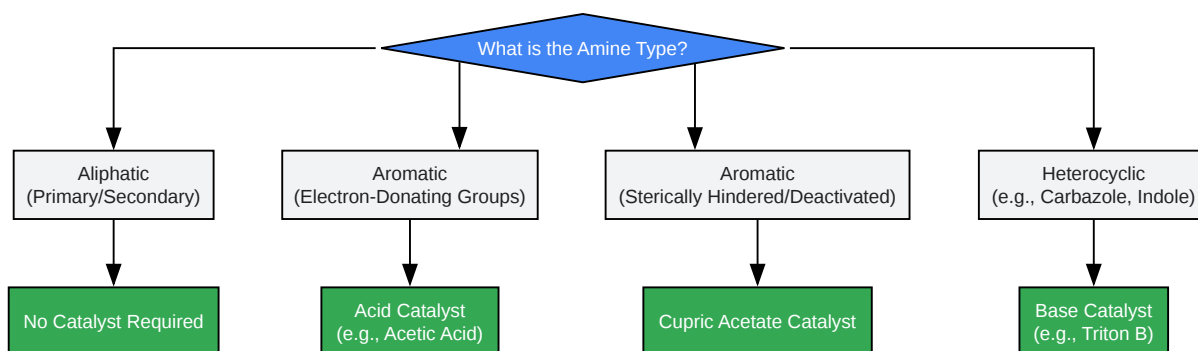 What is the Amine Type?
Aliphatic
(Primary/Secondary)
Aromatic
(Electron-Donating Groups)
Aromatic
(Sterically Hindered/Deactivated)
Heterocyclic
(e.g., Carbazole, Indole)
No Catalyst Required
Acid Catalyst
(e.g., Acetic Acid)
Cupric Acetate Catalyst
Base Catalyst
(e.g., Triton B)